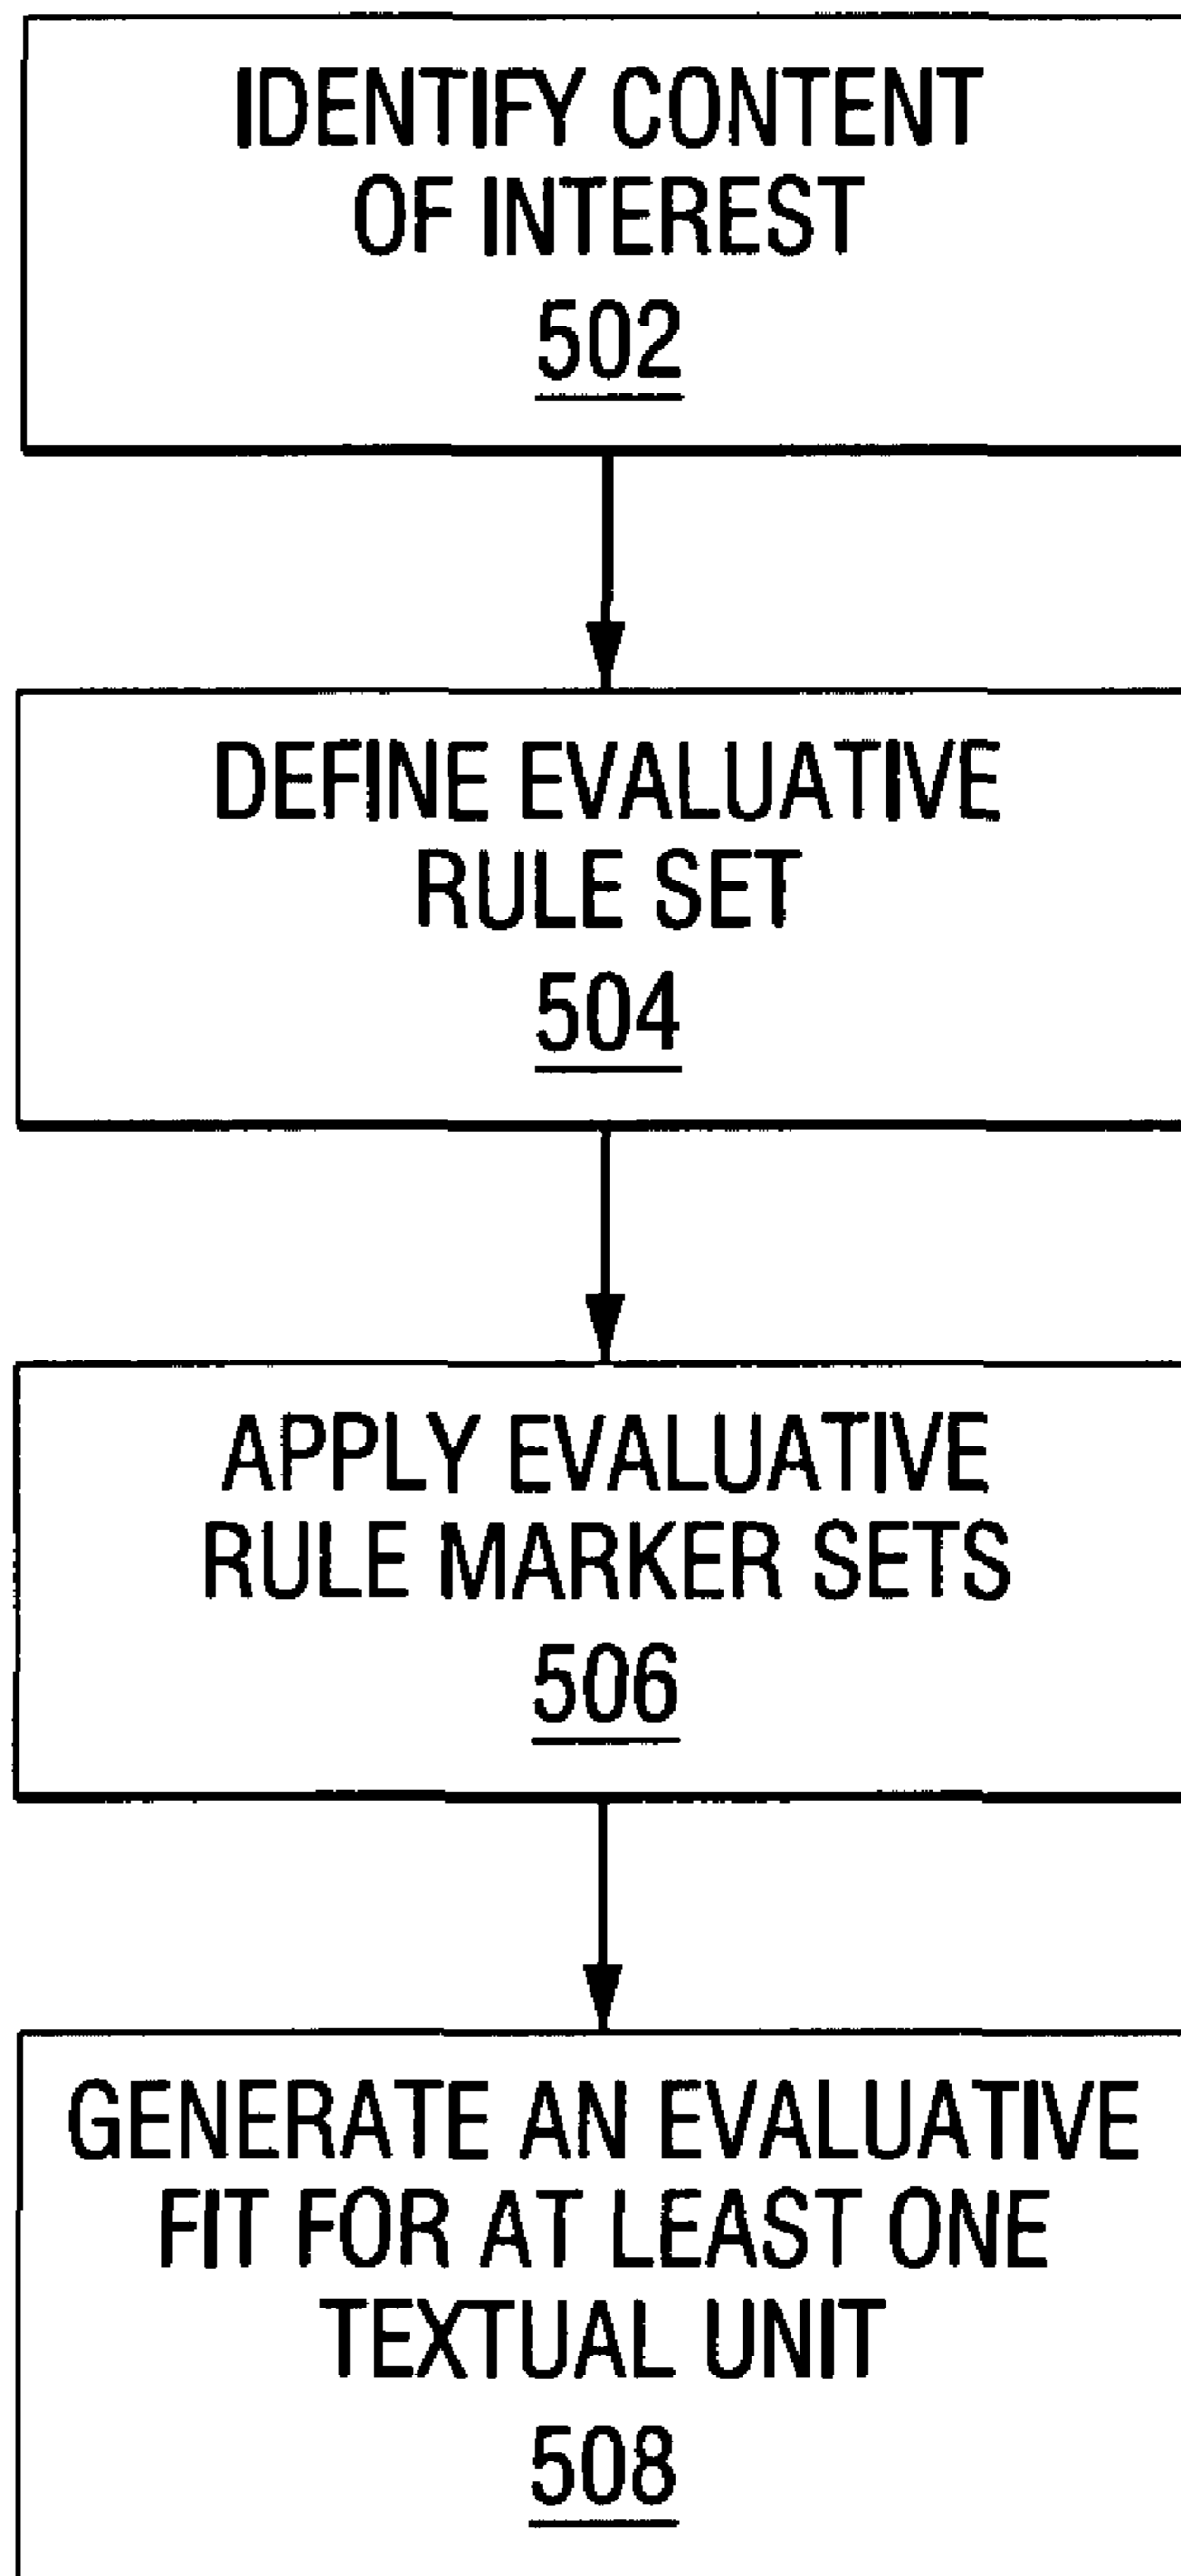 IDENTIFY CONTENT
OF INTEREST
502
DEFINE EVALUATIVE
RULE SET
504
APPLY EVALUATIVE
RULE MARKER SETS
506
GENERATE AN EVALUATIVE
FIT FOR AT LEAST ONE
TEXTUAL UNIT
508